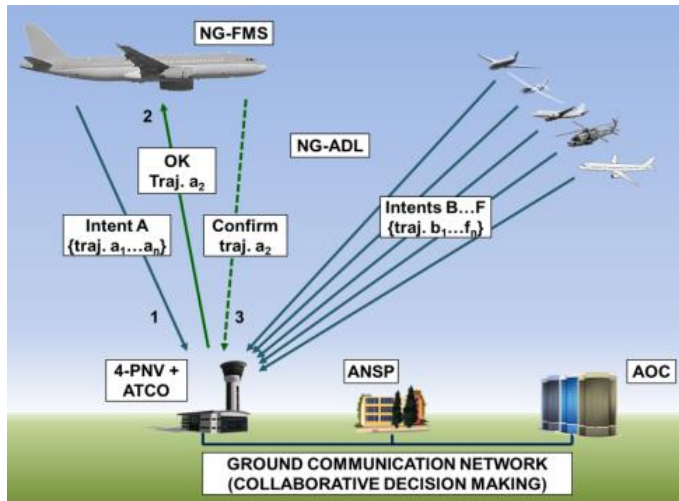 NG-FMS
2
NG-ADL
OK
Traj. a₂
Intent A
{traj. a₁…aₙ}
Confirm
traj. a₂
Intents B…F
{traj. b₁…fₙ}
1
3
4-PNV +
ATCO
ANSP
AOC
GROUND COMMUNICATION NETWORK
(COLLABORATIVE DECISION MAKING)